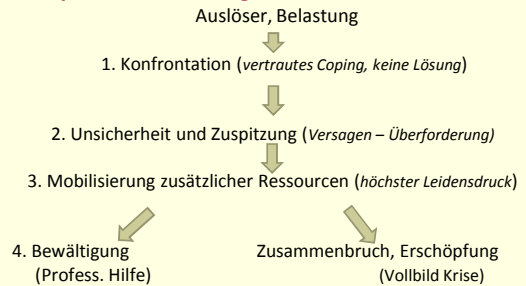 Auslöser, Belastung
1. Konfrontation (vertrautes Coping, keine Lösung)
2. Unsicherheit und Zuspitzung (Versagen – Überforderung)
3. Mobilisierung zusätzlicher Ressourcen (höchster Leidensdruck)
4. Bewältigung
(Profess. Hilfe)
Zusammenbruch, Erschöpfung
(Vollbild Krise)